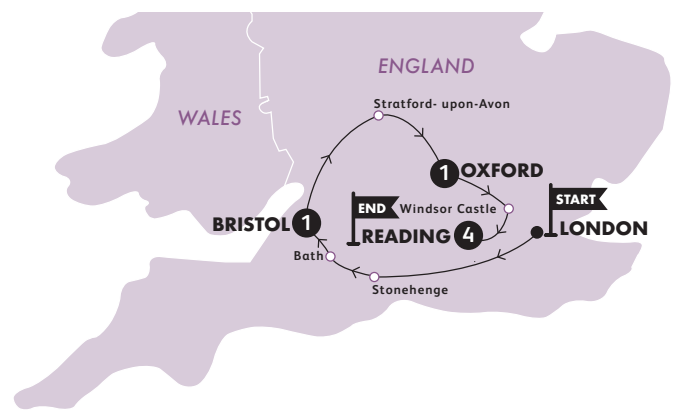 ENGLAND
Stratford- upon-Avon
WALES
1 OXFORD
START
END Windsor Castle
BRISTOL 1
READING 4
LONDON
Bath
Stonehenge